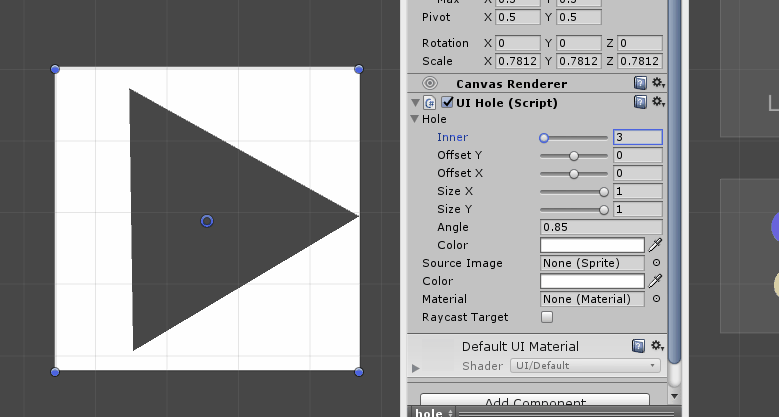 Max X 0.5 Y 0.5
Pivot X 0.5 Y 0.5
Rotation X 0 Y 0 Z 0
Scale X 0.7812 Y 0.7812 Z 0.7812
Canvas Renderer
UI Hole (Script)
Hole
Inner 3
Offset Y 0
Offset X 0
Size X 1
Size Y 1
Angle 0.85
Color
Source Image None (Sprite)
Color
Material None (Material)
Raycast Target
Default UI Material
Shader UI/Default
Add Component
hole